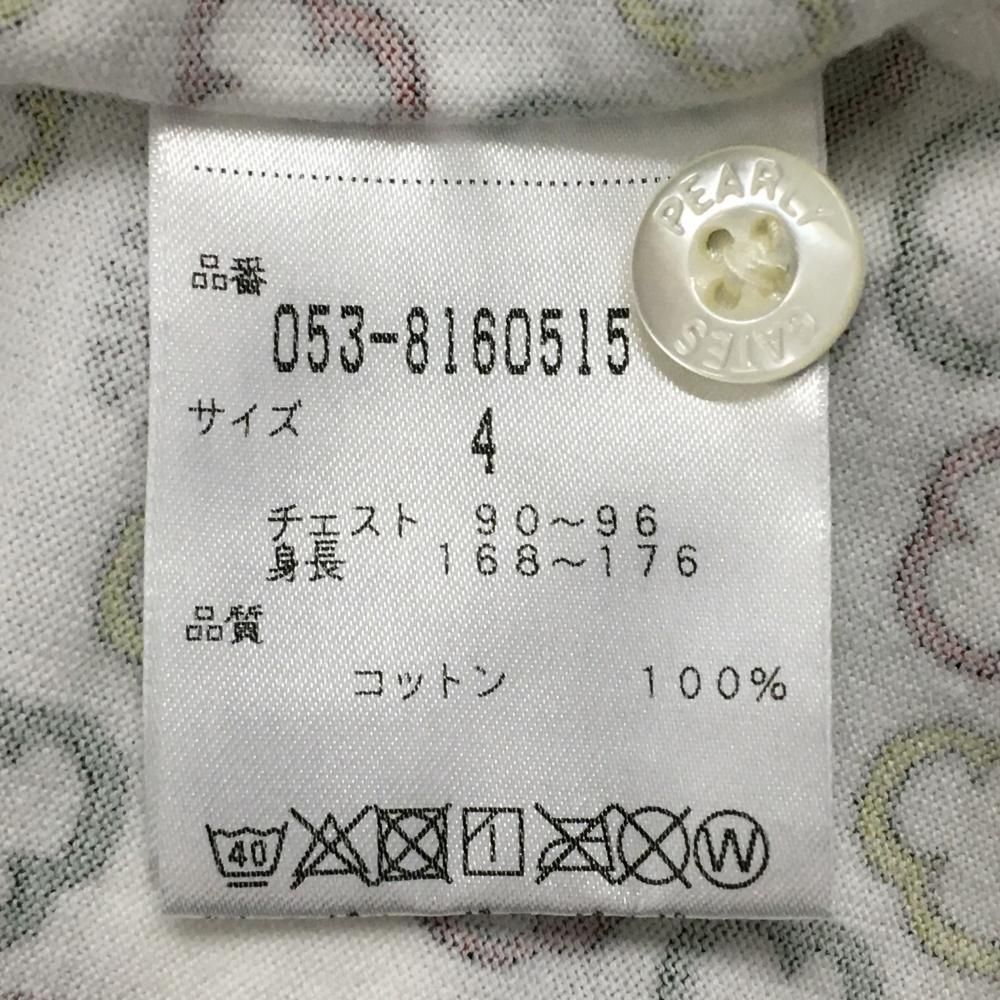 品番
053-8160515
サイズ
4
チェスト 90~96
身長 168~176
品質
コットン 100%
40
W
PEARLY
GATES